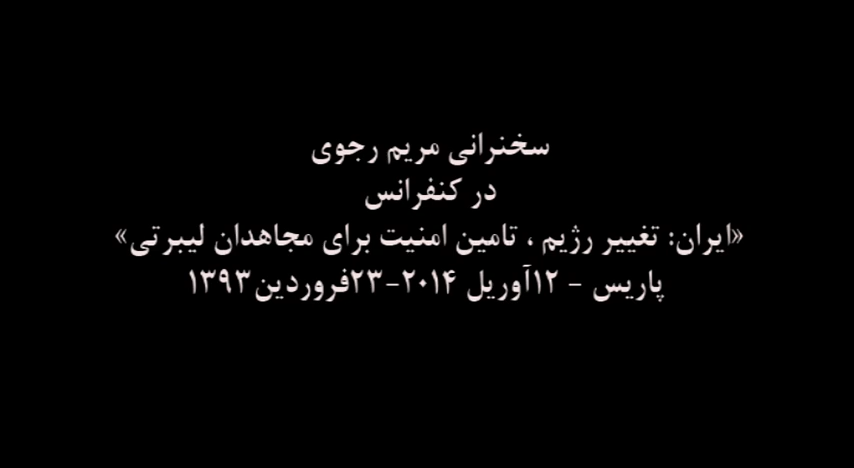 سخنرانی مریم رجوی
در کنفرانس
«ایران: تغییر رژیم ، تامین امنیت برای مجاهدان لیبرتی»
پاریس - ۱۲آوریل ۲۰۱۴-۲۳فروردین۱۳۹۳